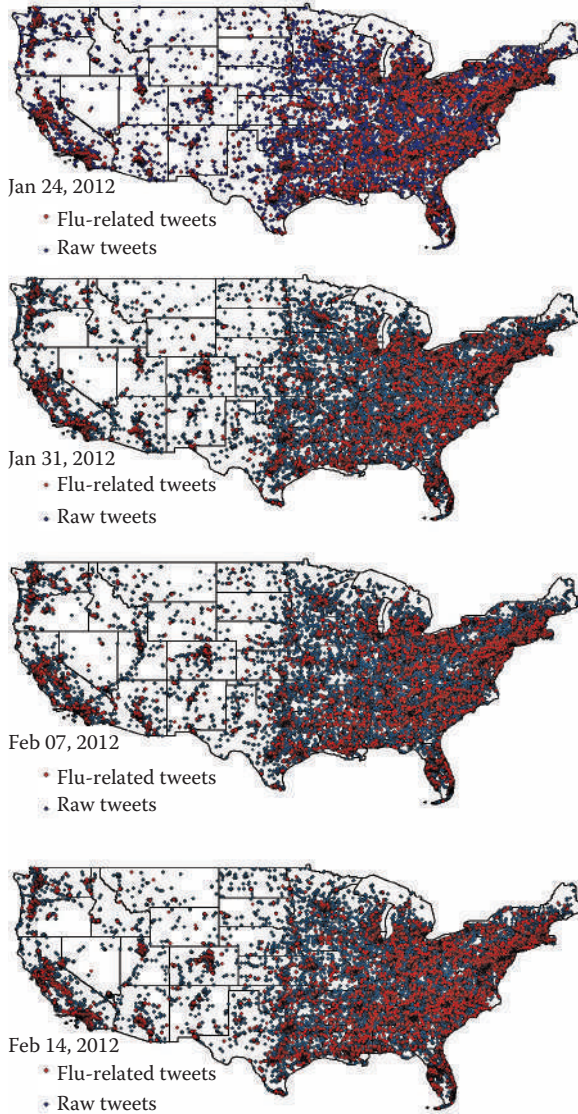 Jan 24, 2012
Flu-related tweets
Raw tweets
Jan 31, 2012
Flu-related tweets
Raw tweets
Feb 07, 2012
Flu-related tweets
Raw tweets
Feb 14, 2012
Flu-related tweets
Raw tweets